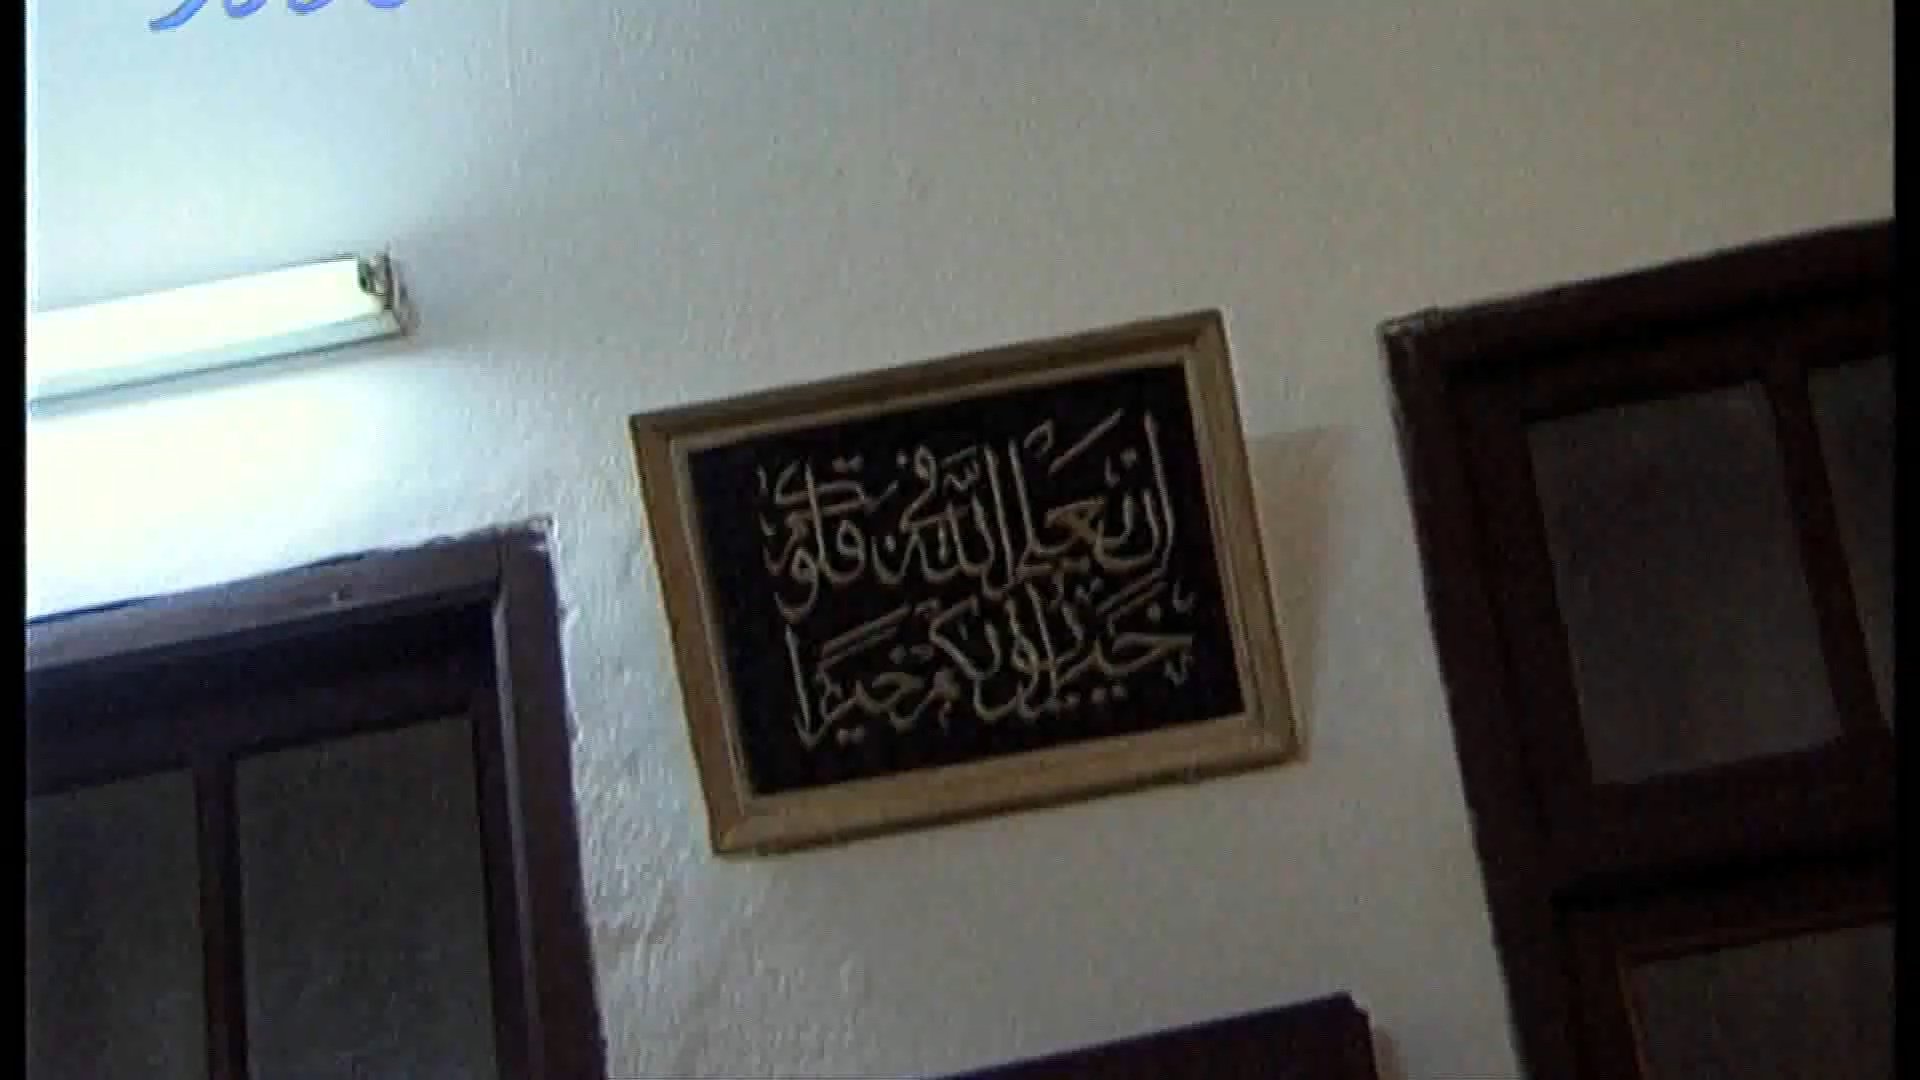 ان يعلم الله في قلوبكم
خيرا يؤتكم خيرا